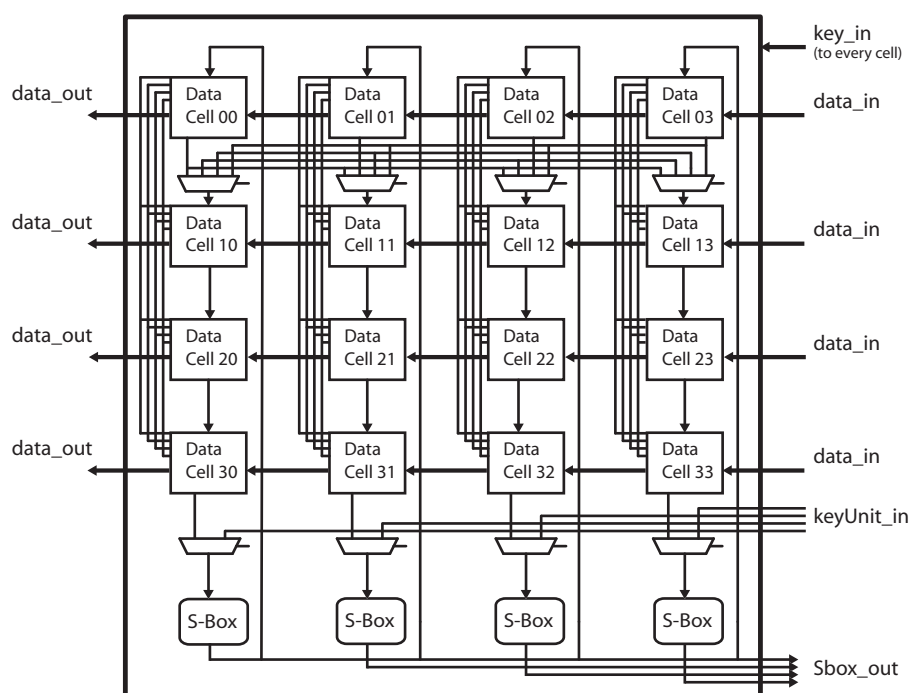 key_in
(to every cell)
data_out
Data
Cell 00
Data
Cell 01
Data
Cell 02
Data
Cell 03
data_in
data_out
Data
Cell 10
Data
Cell 11
Data
Cell 12
Data
Cell 13
data_in
data_out
Data
Cell 20
Data
Cell 21
Data
Cell 22
Data
Cell 23
data_in
data_out
Data
Cell 30
Data
Cell 31
Data
Cell 32
Data
Cell 33
data_in
keyUnit_in
S-Box
S-Box
S-Box
S-Box
Sbox_out